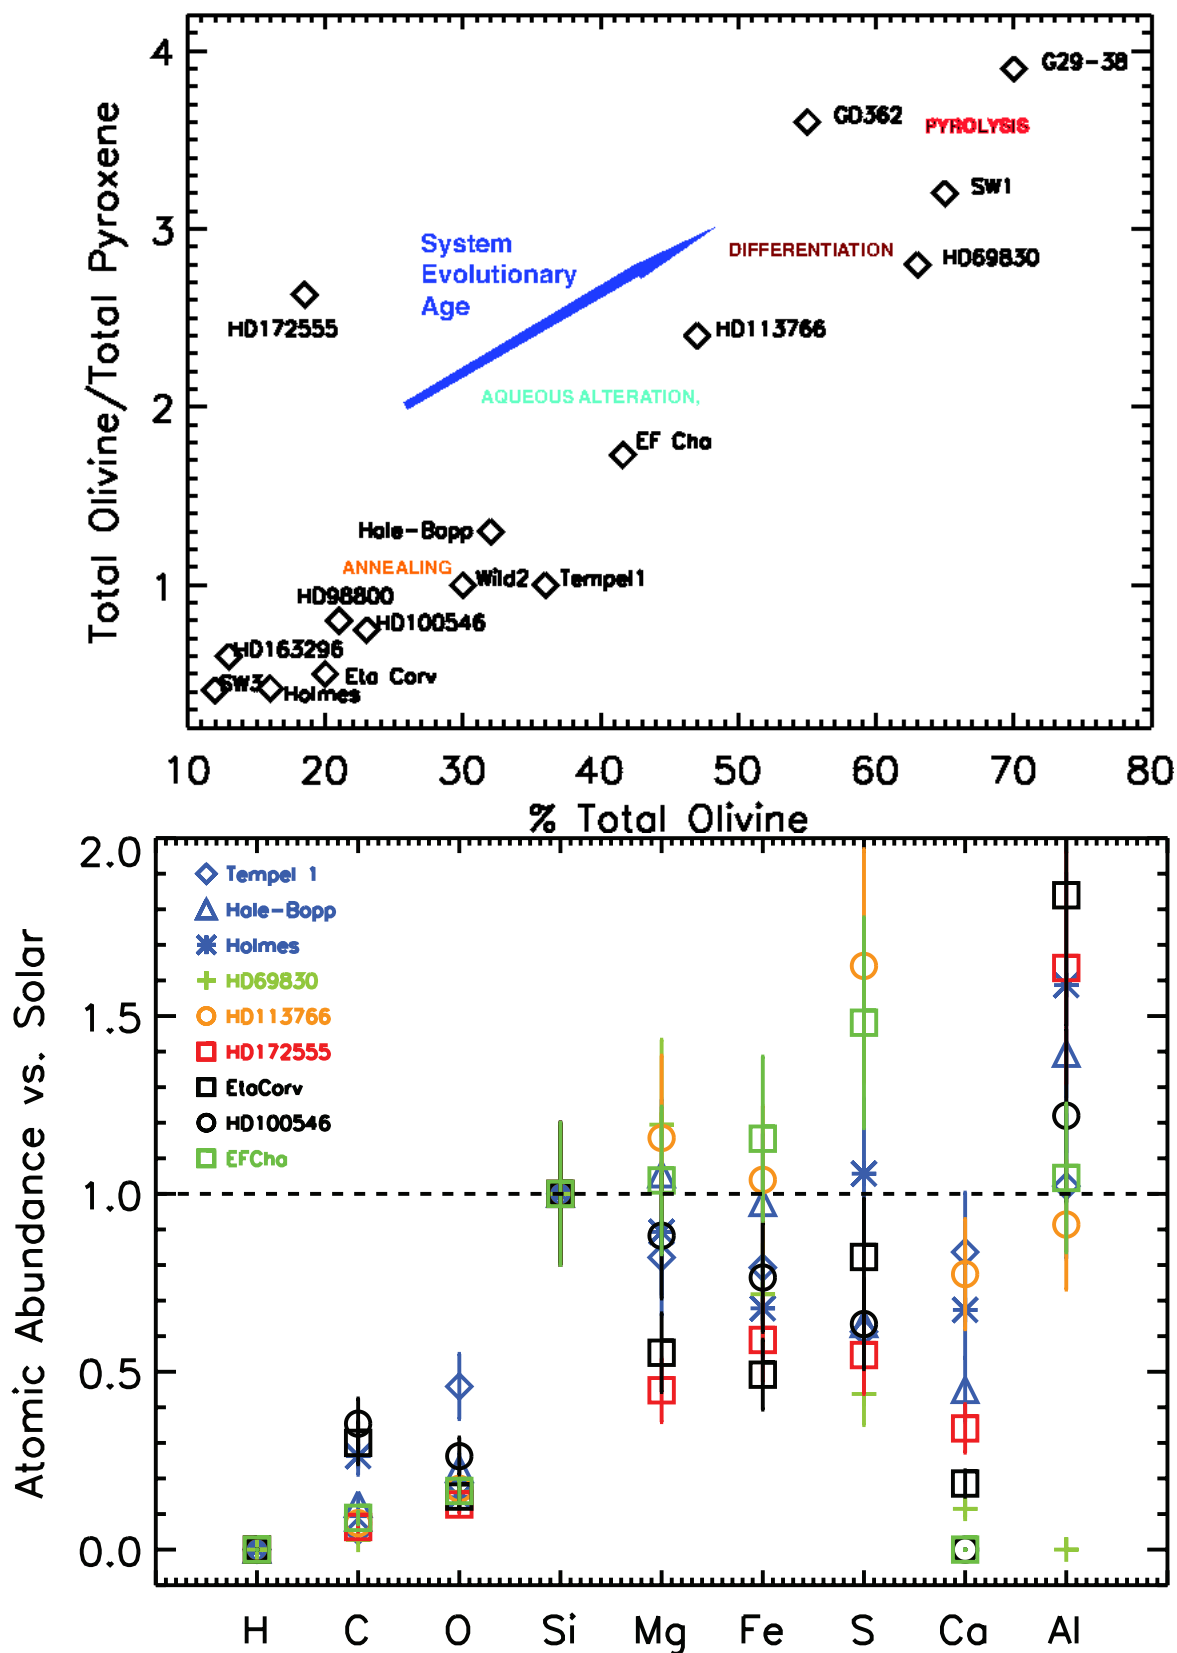 Total Olivine/Total Pyroxene
4
3
2
1
G29-38
GD362
PYROLYSIS
SW1
System
Evolutionary
Age
DIFFERENTIATION
HD69830
HD172555
HD113766
AQUEOUS ALTERATION,
EF Cha
Hale-Bopp
ANNEALING
Wild2
Tempel1
HD98800
HD100546
HD163296
Eta Corv
SW3
Holmes
10 20 30 40 50 60 70 80
% Total Olivine
Atomic Abundance vs. Solar
2.0
1.5
1.0
0.5
0.0
Tempel 1
Hale-Bopp
Holmes
HD69830
HD113766
HD172555
EtaCorv
HD100546
EFCha
H C O Si Mg Fe S Ca Al